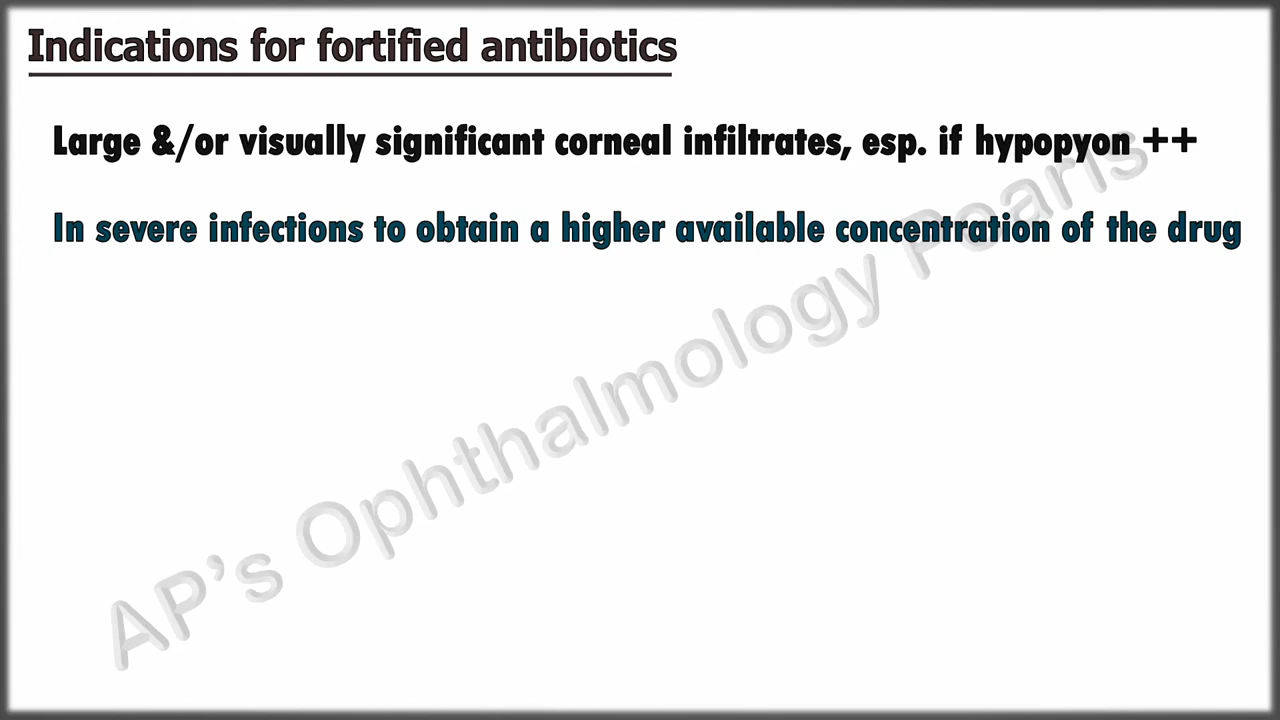 Indications for fortified antibiotics
Large &/or visually significant corneal infiltrates, esp. if hypopyon ++
In severe infections to obtain a higher available concentration of the drug
AP's Ophthalmology Pearls